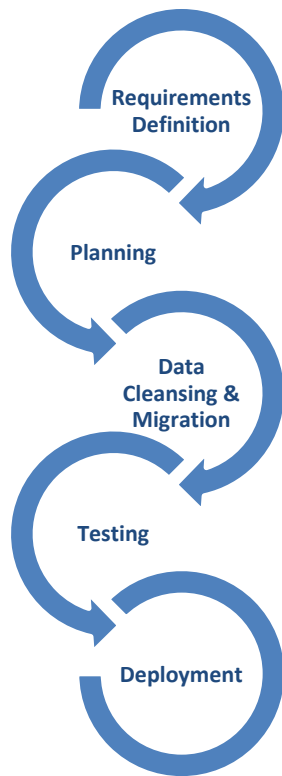 Requirements
Definition
Planning
Data
Cleansing &
Migration
Testing
Deployment